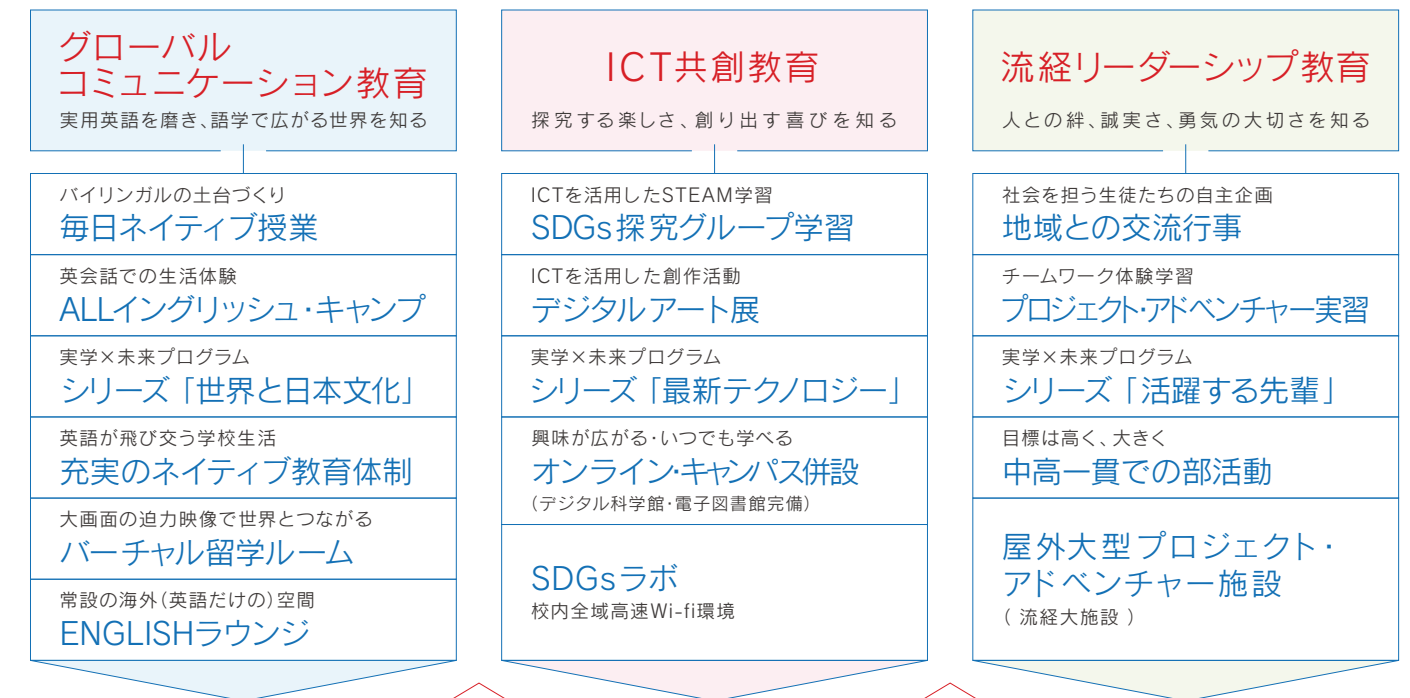 グローバル
コミュニケーション教育
実用英語を磨き、語学で広がる世界を知る
バイリンガルの土台づくり
毎日ネイティブ授業
英会話での生活体験
ALLイングリッシュ・キャンプ
実学×未来プログラム
シリーズ「世界と日本文化」
英語が飛び交う学校生活
充実のネイティブ教育体制
大画面の迫力映像で世界とつながる
バーチャル留学ルーム
常設の海外(英語だけの)空間
ENGLISHラウンジ
ICT共創教育
探究する楽しさ、創り出す喜びを知る
ICTを活用したSTEAM学習
SDGs探究グループ学習
ICTを活用した創作活動
デジタルアート展
実学×未来プログラム
シリーズ「最新テクノロジー」
興味が広がる・いつでも学べる
オンライン・キャンパス併設
(デジタル科学館・電子図書館完備)
SDGsラボ
校内全域高速Wi-fi環境
流経リーダーシップ教育
人との絆、誠実さ、勇気の大切さを知る
社会を担う生徒たちの自主企画
地域との交流行事
チームワーク体験学習
プロジェクト・アドベンチャー実習
実学×未来プログラム
シリーズ「活躍する先輩」
目標は高く、大きく
中高一貫での部活動
屋外大型プロジェクト・
アドベンチャー施設
(流経大施設)